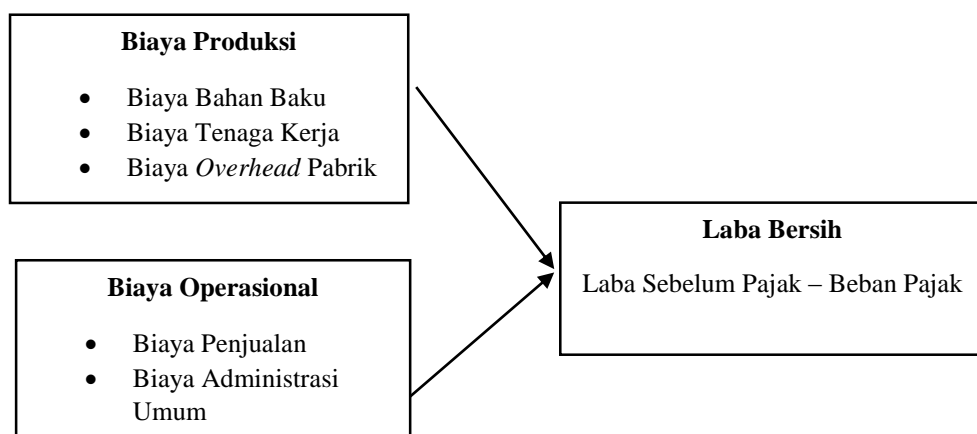 Biaya Produksi
• Biaya Bahan Baku
• Biaya Tenaga Kerja
• Biaya Overhead Pabrik
Biaya Operasional
• Biaya Penjualan
• Biaya Administrasi
Umum
Laba Bersih
Laba Sebelum Pajak – Beban Pajak